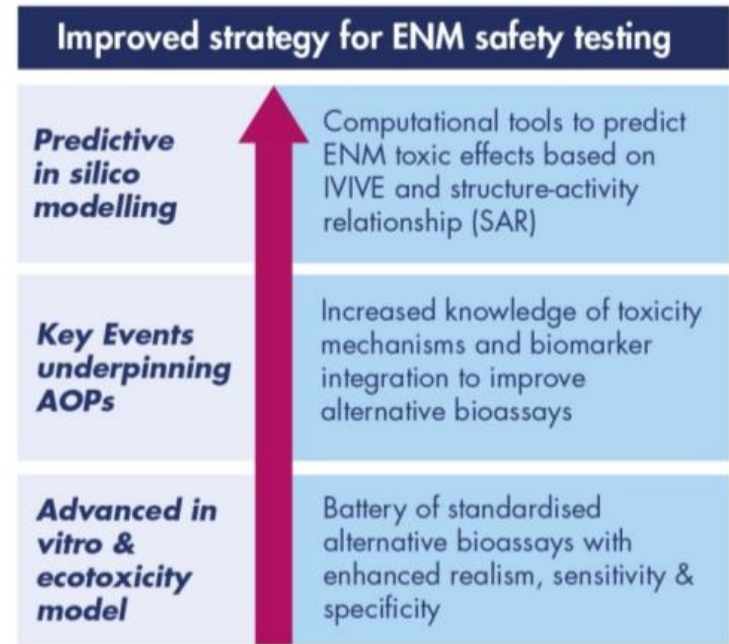 Improved strategy for ENM safety testing
Predictive
in silico
modelling
Computational tools to predict
ENM toxic effects based on
IVIVE and structure-activity
relationship (SAR)
Key Events
underpinning
AOPs
Increased knowledge of toxicity
mechanisms and biomarker
integration to improve
alternative bioassays
Advanced in
vitro &
ecotoxicity
model
Battery of standardised
alternative bioassays with
enhanced realism, sensitivity &
specificity